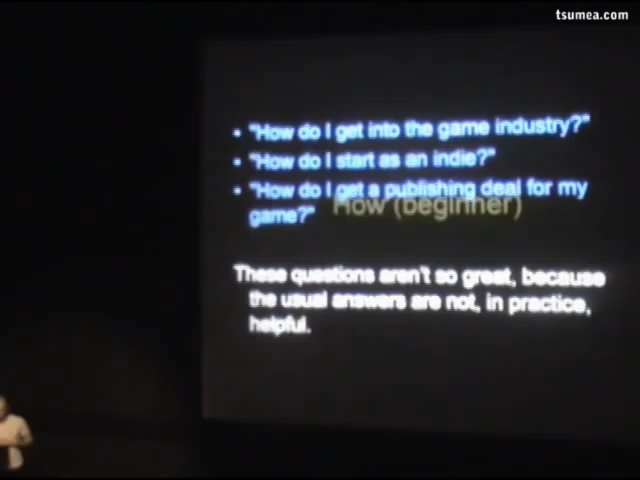 tsumea.com
• "How do I get into the game industry?"
• "How do I start as an indie?"
• "How do I get a publishing deal for my
game?"
How (beginner)
These questions aren't so great, because
the usual answers are not, in practice,
helpful.